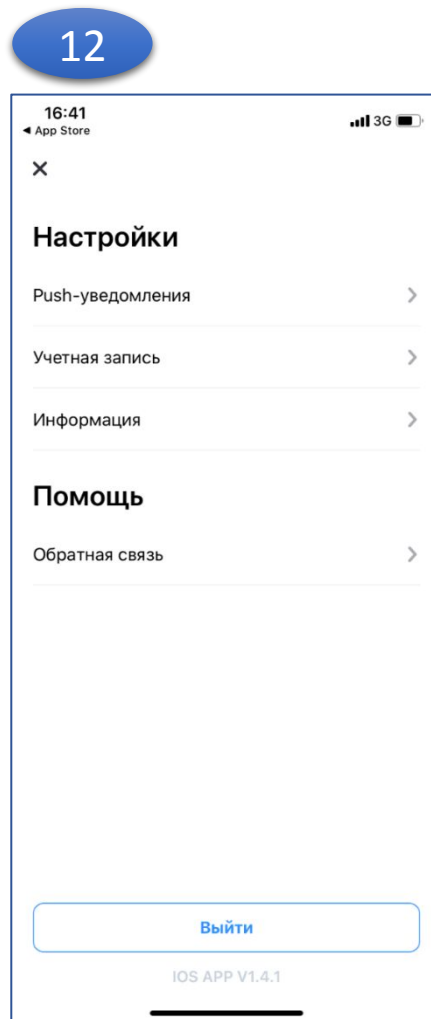 12
16:41
◀ App Store
3G
Настройки
Push-уведомления
Учетная запись
Информация
Помощь
Обратная связь
Выйти
IOS APP V1.4.1